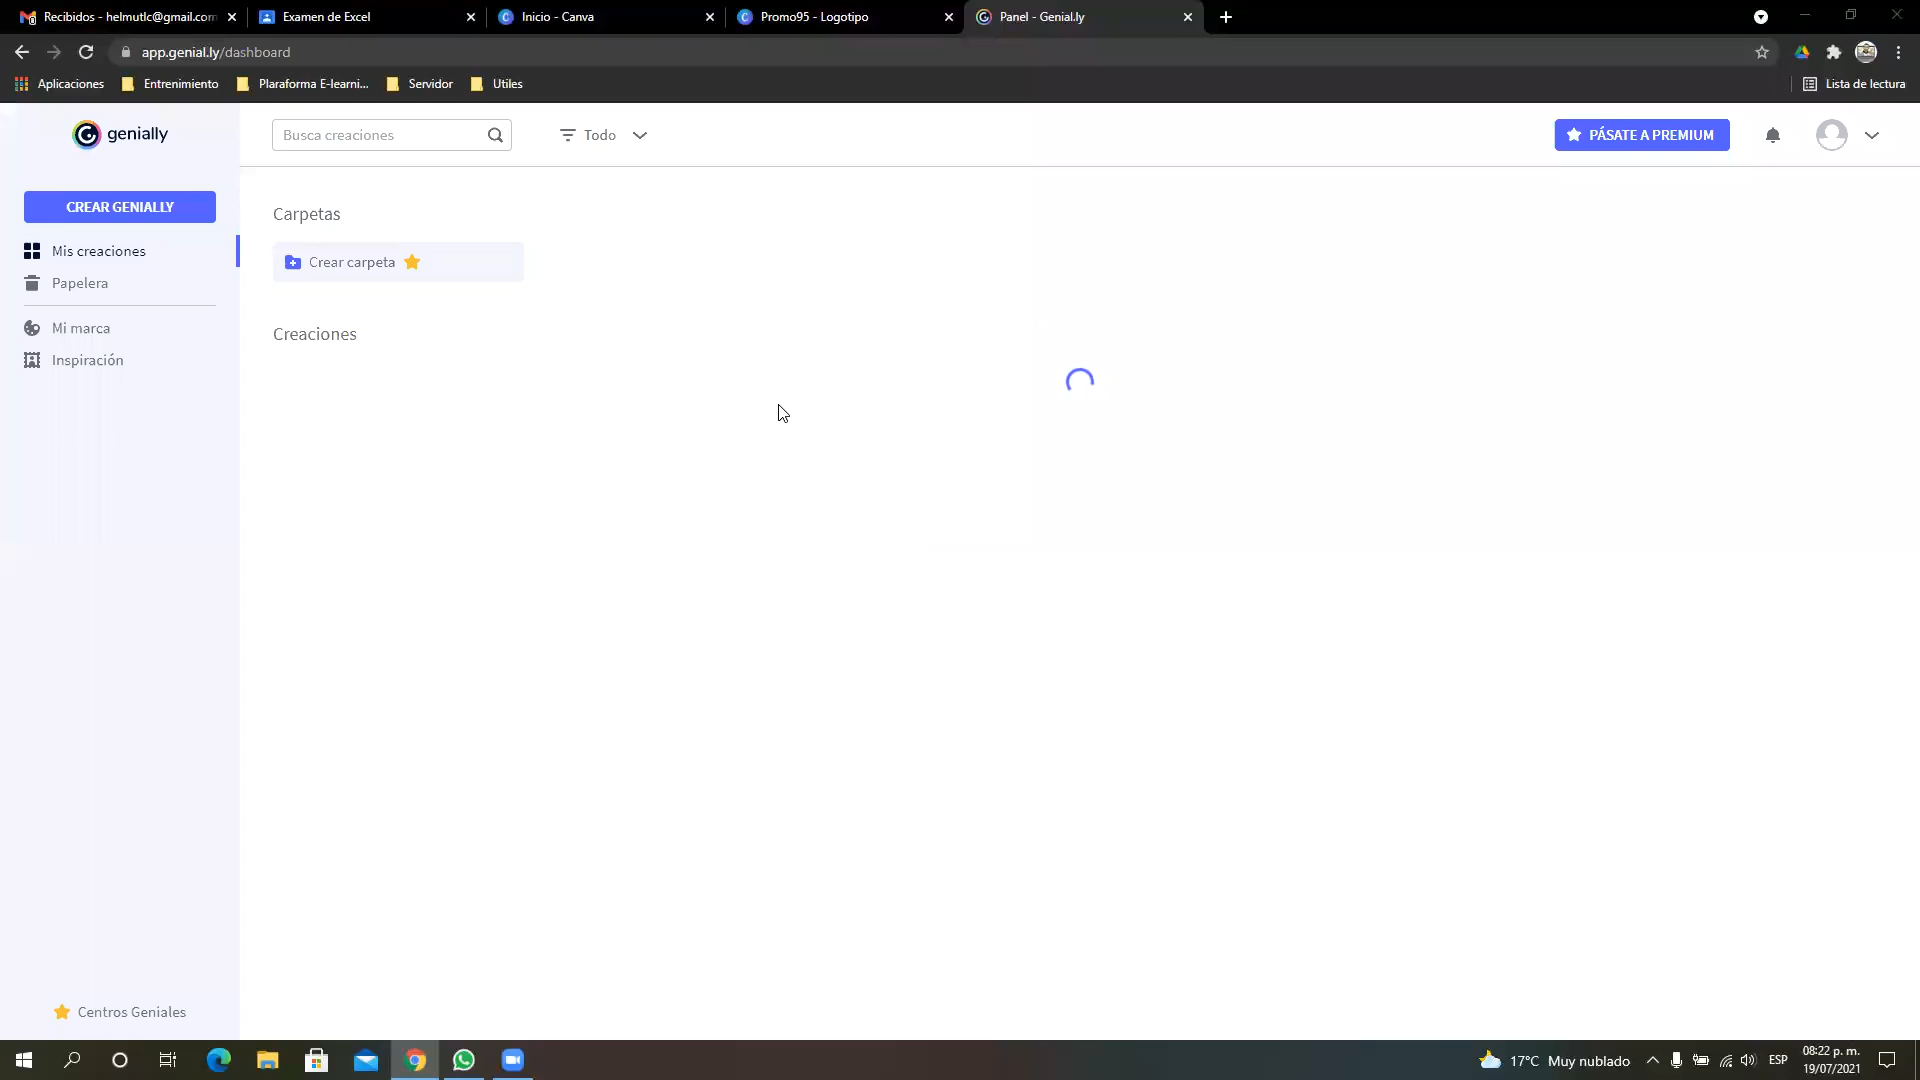 Recibidos - helmutlc@gmail.com
Examen de Excel
Inicio - Canva
Promo95 - Logotipo
Panel - Genial.ly
app.genial.ly/dashboard
Aplicaciones
Entrenimiento
Plaraforma E-learni...
Servidor
Utiles
Lista de lectura
genially
Busca creaciones
Todo
PÁSATE A PREMIUM
CREAR GENIALLY
Mis creaciones
Papelera
Mi marca
Inspiración
Carpetas
Crear carpeta
Creaciones
Centros Geniales
17°C Muy nublado
ESP
08:22 p. m.
19/07/2021